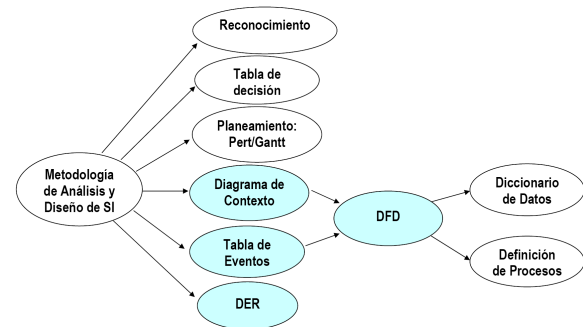 Reconocimiento
Tabla de
decisión
Planeamiento:
Pert/Gantt
Metodología
de Análisis y
Diseño de SI
Diagrama de
Contexto
Tabla de
Eventos
DER
DFD
Diccionario
de Datos
Definición
de Procesos